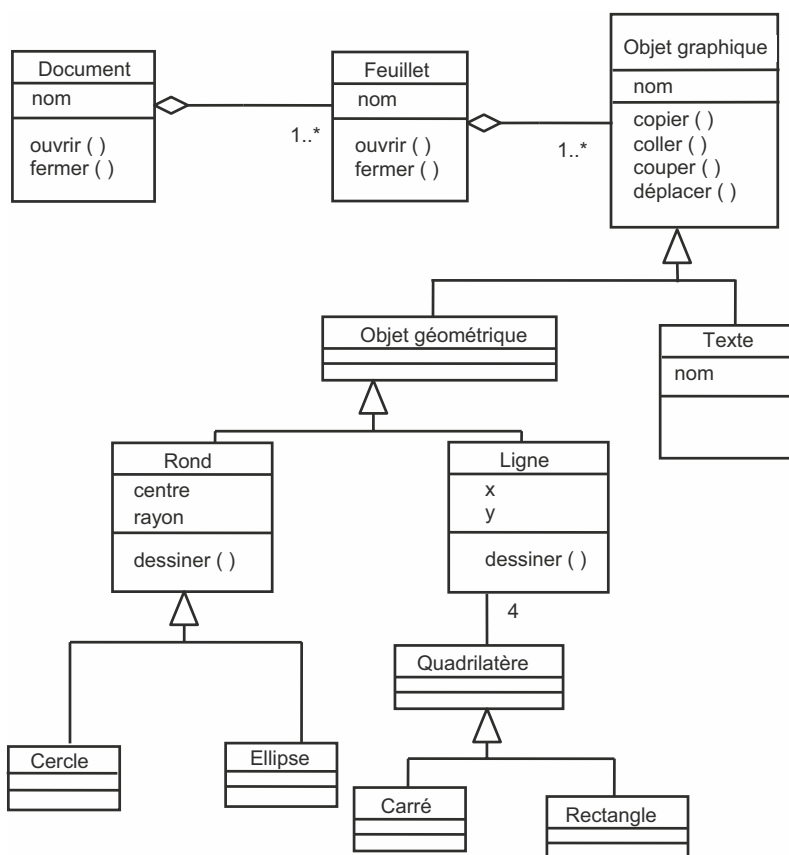 Document
nom
ouvrir ( )
fermer ( )
1..*
Feuillet
nom
ouvrir ( )
fermer ( )
1..*
Objet graphique
nom
copier ( )
coller ( )
couper ( )
déplacer ( )
Objet géométrique
Texte
nom
Rond
centre
rayon
dessiner ( )
Ligne
x
y
dessiner ( )
4
Quadrilatère
Cercle
Ellipse
Carré
Rectangle